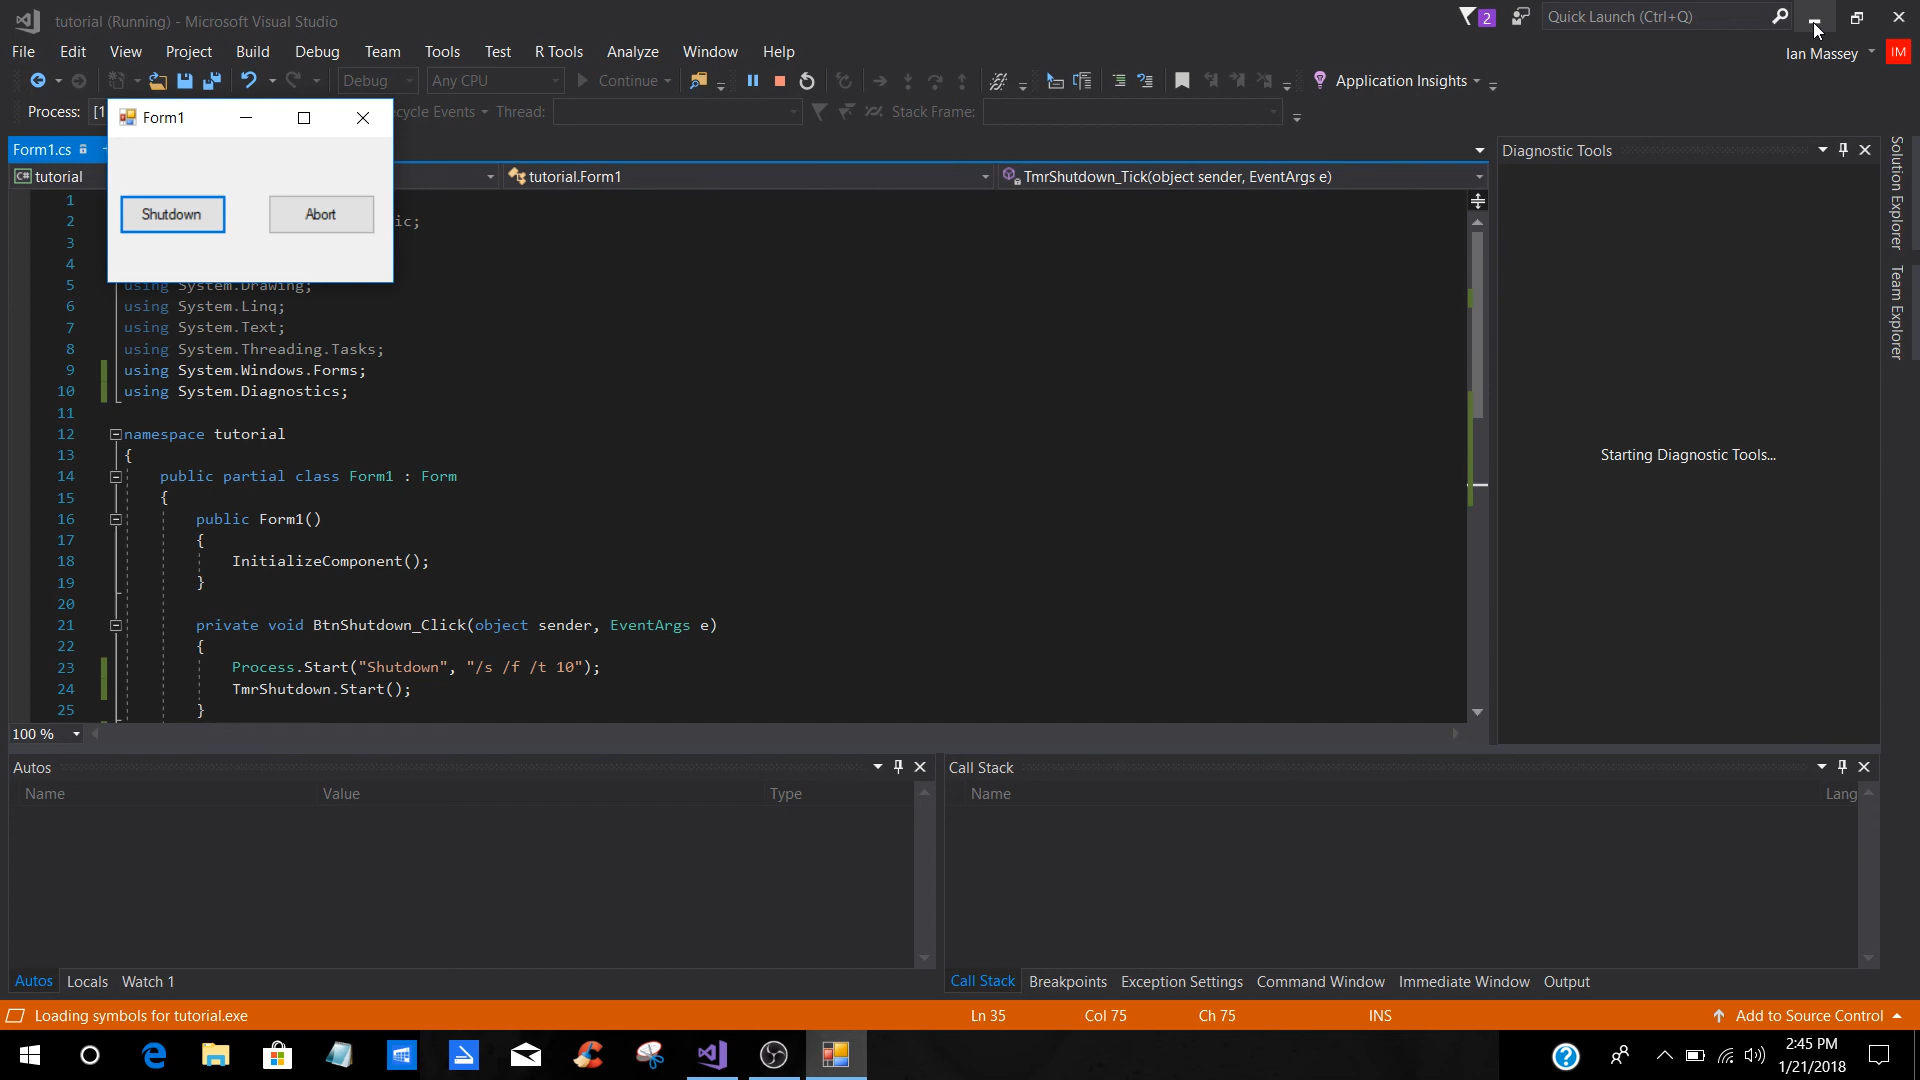 tutorial (Running) - Microsoft Visual Studio
2
Quick Launch (Ctrl+Q)
File Edit View Project Build Debug Team Tools Test R Tools Analyze Window Help
Ian Massey IM
Debug Any CPU Continue Application Insights
Process: [1 cycle Events Thread: Stack Frame:
Form1
Shutdown Abort
Form1.cs
Diagnostic Tools
tutorial tutorial.Form1 TmrShutdown_Tick(object sender, EventArgs e)
1
2 ic;
3
4
5 using System.Drawing;
6 using System.Linq;
7 using System.Text;
8 using System.Threading.Tasks;
9 using System.Windows.Forms;
10 using System.Diagnostics;
11
12 namespace tutorial
13 {
14 public partial class Form1 : Form
15 {
16 public Form1()
17 {
18 InitializeComponent();
19 }
20
21 private void BtnShutdown_Click(object sender, EventArgs e)
22 {
23 Process.Start("Shutdown", "/s /f /t 10");
24 TmrShutdown.Start();
25 }
100 %
Starting Diagnostic Tools...
Solution Explorer
Team Explorer
Autos
Name Value Type
Call Stack
Name Lang
Autos Locals Watch 1
Call Stack Breakpoints Exception Settings Command Window Immediate Window Output
Loading symbols for tutorial.exe Ln 35 Col 75 Ch 75 INS Add to Source Control
2:45 PM
1/21/2018